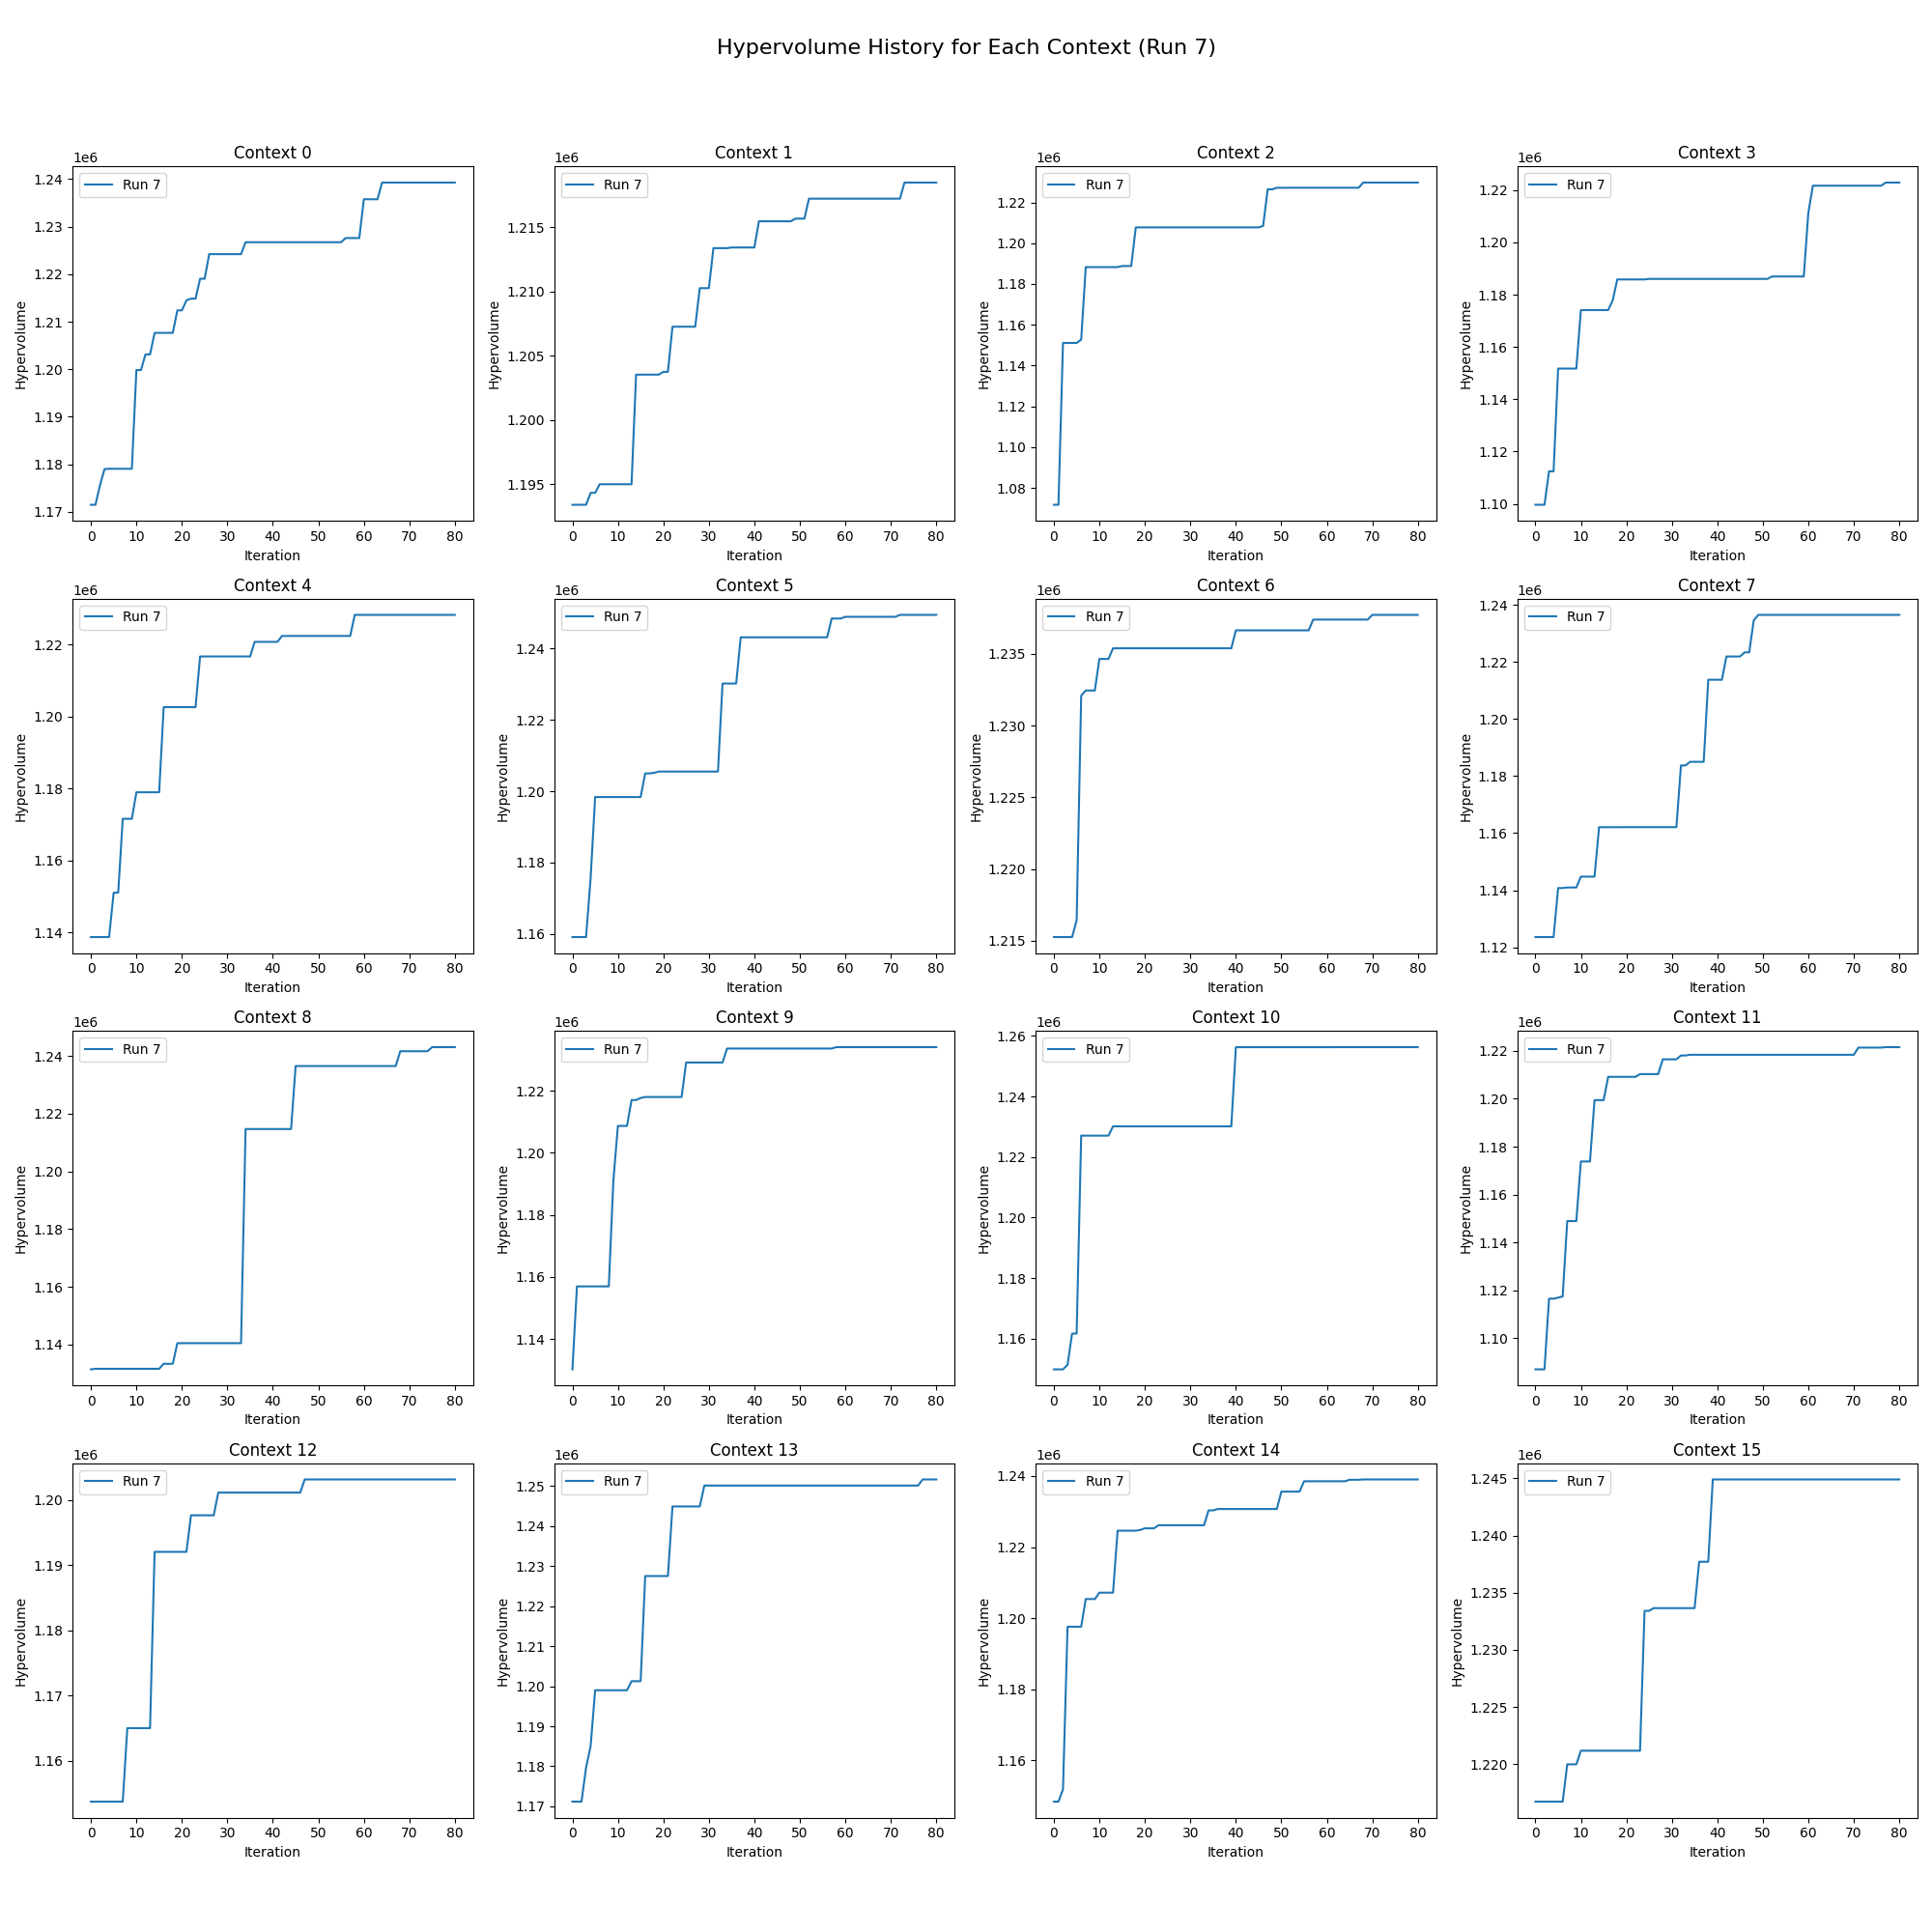 Hypervolume History for Each Context (Run 7)
Context 0
1e6
Run 7
1.24
1.23
1.22
1.21
1.20
1.19
1.18
1.17
Hypervolume
0 10 20 30 40 50 60 70 80
Iteration
Context 1
1e6
Run 7
1.215
1.210
1.205
1.200
1.195
Hypervolume
0 10 20 30 40 50 60 70 80
Iteration
Context 2
1e6
Run 7
1.22
1.20
1.18
1.16
1.14
1.12
1.10
1.08
Hypervolume
0 10 20 30 40 50 60 70 80
Iteration
Context 3
1e6
Run 7
1.22
1.20
1.18
1.16
1.14
1.12
1.10
Hypervolume
0 10 20 30 40 50 60 70 80
Iteration
Context 4
1e6
Run 7
1.22
1.20
1.18
1.16
1.14
Hypervolume
0 10 20 30 40 50 60 70 80
Iteration
Context 5
1e6
Run 7
1.24
1.22
1.20
1.18
1.16
Hypervolume
0 10 20 30 40 50 60 70 80
Iteration
Context 6
1e6
Run 7
1.235
1.230
1.225
1.220
1.215
Hypervolume
0 10 20 30 40 50 60 70 80
Iteration
Context 7
1e6
Run 7
1.24
1.22
1.20
1.18
1.16
1.14
1.12
Hypervolume
0 10 20 30 40 50 60 70 80
Iteration
Context 8
1e6
Run 7
1.24
1.22
1.20
1.18
1.16
1.14
Hypervolume
0 10 20 30 40 50 60 70 80
Iteration
Context 9
1e6
Run 7
1.22
1.20
1.18
1.16
1.14
Hypervolume
0 10 20 30 40 50 60 70 80
Iteration
Context 10
1e6
Run 7
1.26
1.24
1.22
1.20
1.18
1.16
Hypervolume
0 10 20 30 40 50 60 70 80
Iteration
Context 11
1e6
Run 7
1.22
1.20
1.18
1.16
1.14
1.12
1.10
Hypervolume
0 10 20 30 40 50 60 70 80
Iteration
Context 12
1e6
Run 7
1.20
1.19
1.18
1.17
1.16
Hypervolume
0 10 20 30 40 50 60 70 80
Iteration
Context 13
1e6
Run 7
1.25
1.24
1.23
1.22
1.21
1.20
1.19
1.18
1.17
Hypervolume
0 10 20 30 40 50 60 70 80
Iteration
Context 14
1e6
Run 7
1.24
1.22
1.20
1.18
1.16
Hypervolume
0 10 20 30 40 50 60 70 80
Iteration
Context 15
1e6
Run 7
1.245
1.240
1.235
1.230
1.225
1.220
Hypervolume
0 10 20 30 40 50 60 70 80
Iteration